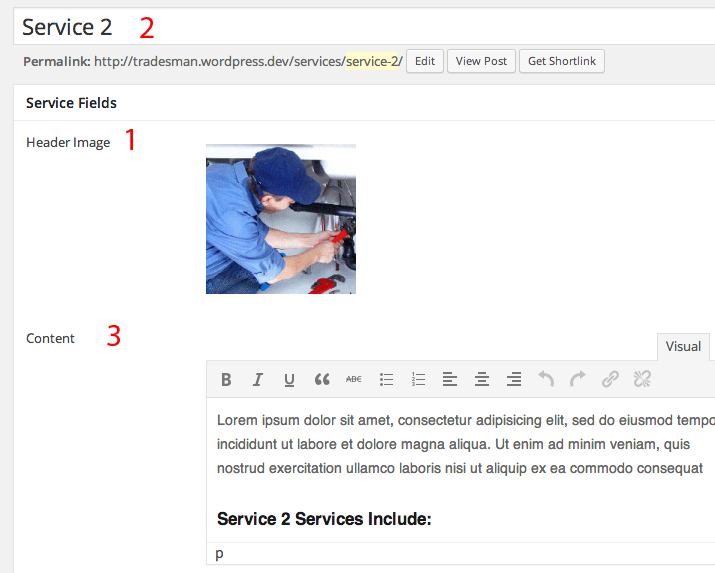 Service 2 2
Permalink: http://tradesman.wordpress.dev/services/service-2/ Edit View Post Get Shortlink
Service Fields
Header Image 1
Content 3
Visual
B I U ABC
Lorem ipsum dolor sit amet, consectetur adipisicing elit, sed do eiusmod tempo
incididunt ut labore et dolore magna aliqua. Ut enim ad minim veniam, quis
nostrud exercitation ullamco laboris nisi ut aliquip ex ea commodo consequat
Service 2 Services Include:
p